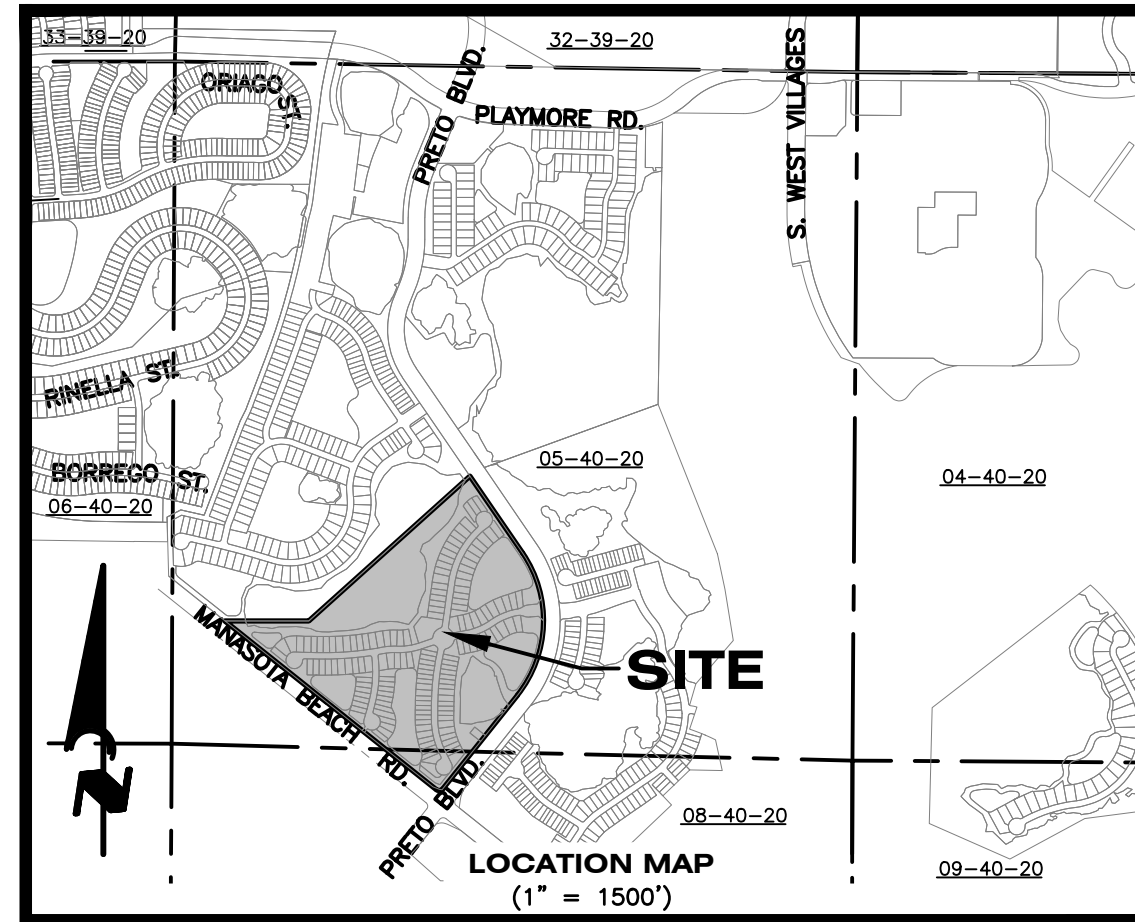 33-39-20
32-39-20
ORIAGO ST.
PRETO BLVD.
PLAYMORE RD.
S. WEST VILLAGES
RINELLA ST.
BORREGO ST.
06-40-20
05-40-20
04-40-20
MANASOTA BEACH RD.
SITE
PRETO BLVD.
08-40-20
09-40-20
N
LOCATION MAP
(1" = 1500')